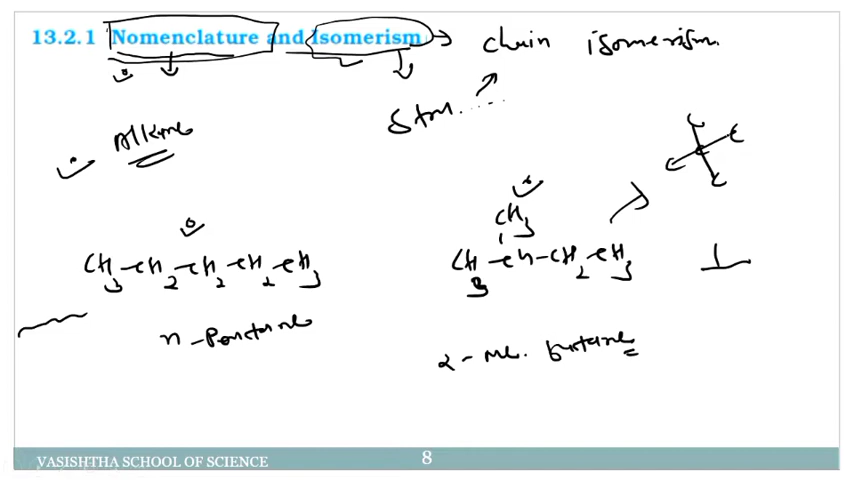 13.2.1 Nomenclature and Isomerism
chain isomerism
Alkane
C
C C
C C
CH3
CH3-CH2-CH2-CH2-CH3
CH3-CH-CH2-CH3
n-Pentane
2-Me. butane
VASISHTHA SCHOOL OF SCIENCE 8